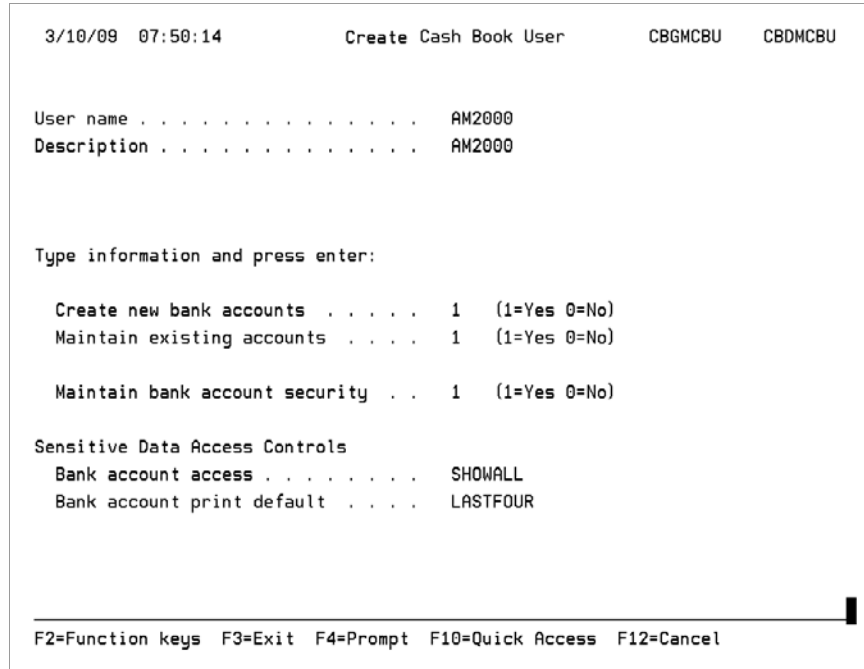 3/10/09  07:50:14            Create Cash Book User        CBGMCBU    CBDMCBU
User name . . . . . . . . . . . . . .   AM2000
Description . . . . . . . . . . . . .   AM2000
Type information and press enter:
Create new bank accounts  . . . . .   1   (1=Yes 0=No)
Maintain existing accounts  . . . .   1   (1=Yes 0=No)
Maintain bank account security  . .   1   (1=Yes 0=No)
Sensitive Data Access Controls
Bank account access . . . . . . . .   SHOWALL
Bank account print default  . . . .   LASTFOUR
F2=Function keys  F3=Exit  F4=Prompt  F10=Quick Access  F12=Cancel